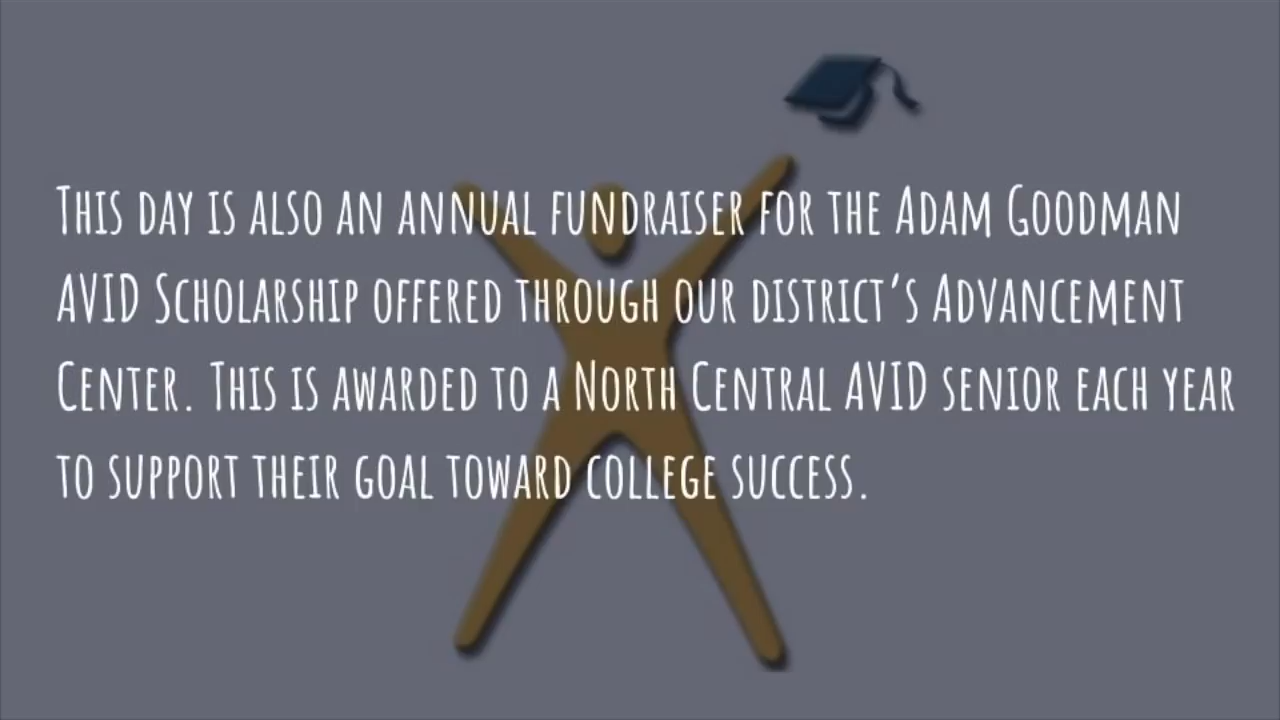 This day is also an annual fundraiser for the Adam Goodman
AVID Scholarship offered through our district's Advancement
Center. This is awarded to a North Central AVID senior each year
to support their goal toward college success.